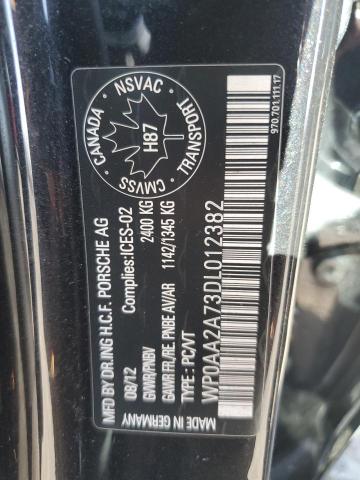 CANADA
NSVAC
TRANSPORT
CMVSS
H87
MFD BY DR.ING H.C.F. PORSCHE AG
Complies:ICES-02
08/12
GVWR/PNBV 2400 KG
GAWR FR./RE. PNBE AV/AR 1142/1345 KG
TYPE : PC/VT
WP0AA2A73DL012382
MADE IN GERMANY
970.701.111.17